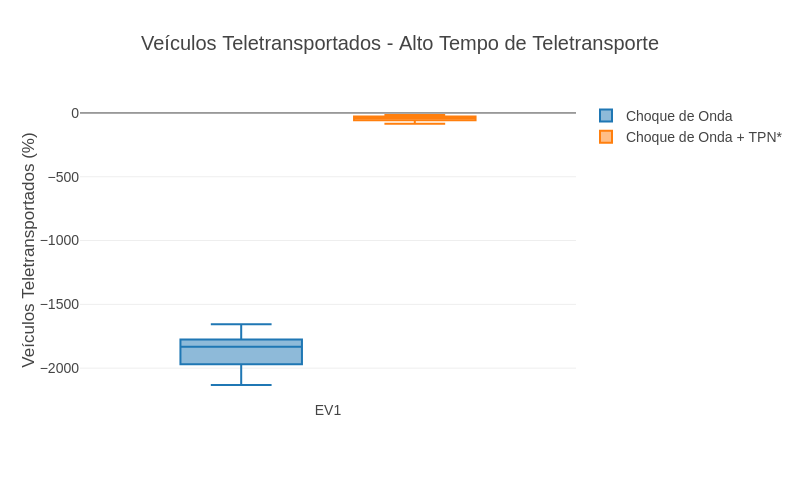 Veículos Teletransportados - Alto Tempo de Teletransporte
Veículos Teletransportados (%)
0
−500
−1000
−1500
−2000
EV1
Choque de Onda
Choque de Onda + TPN*